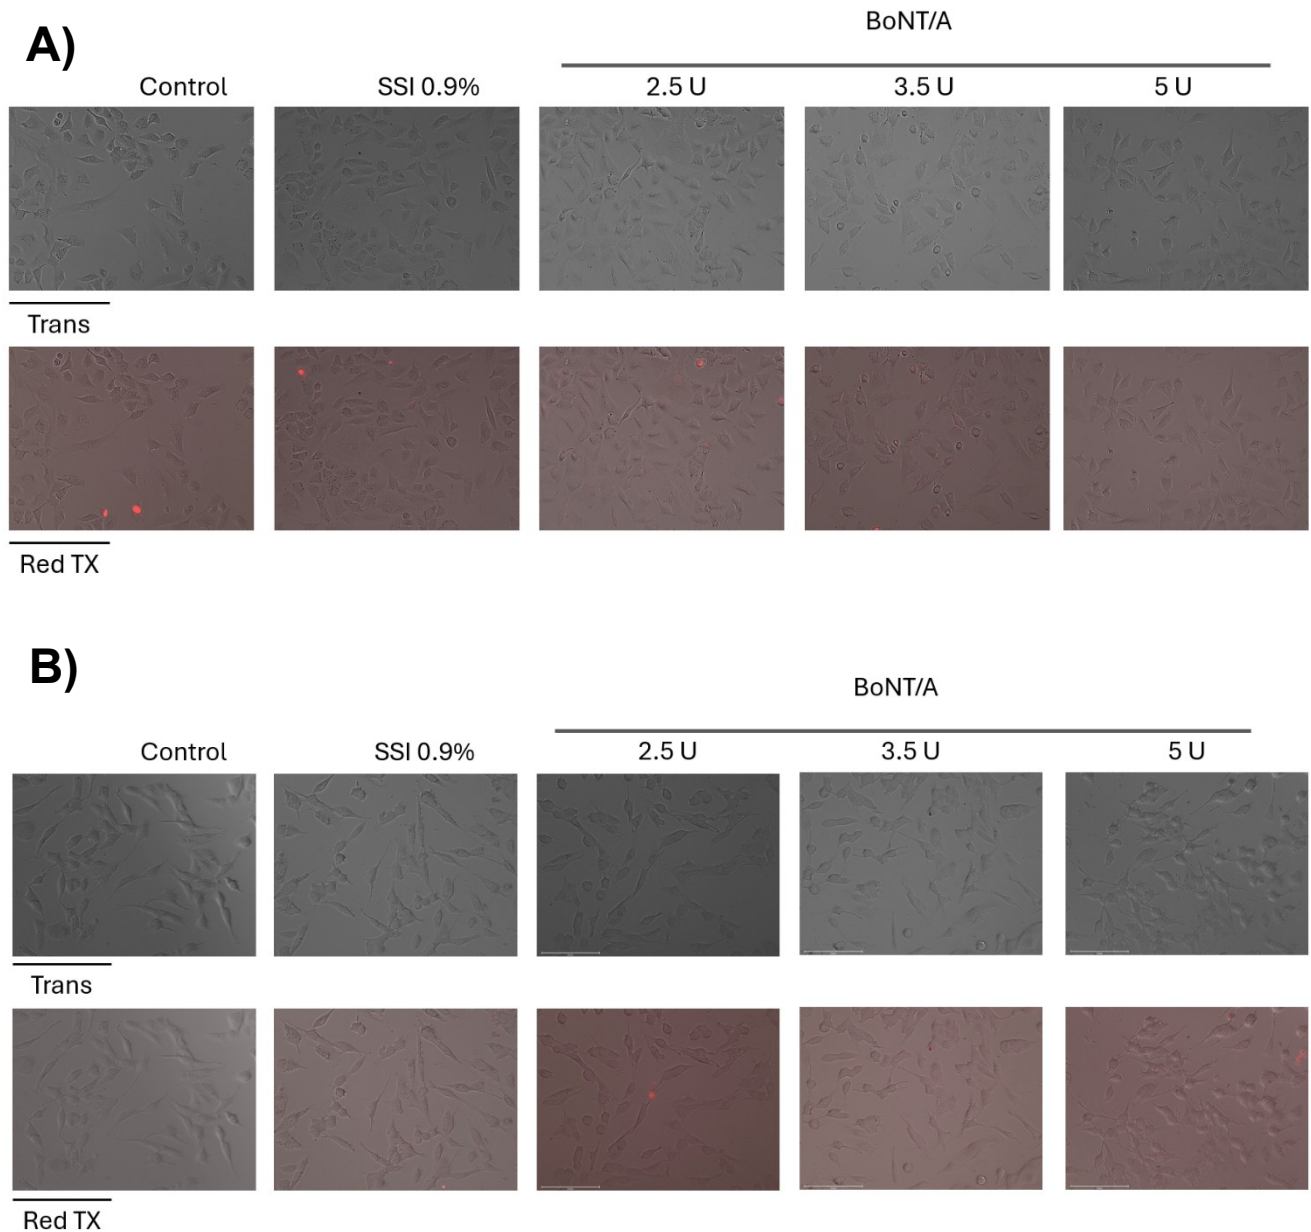 A)
BoNT/A
Control SSI 0.9% 2.5 U 3.5 U 5 U
Trans
Red TX
B)
BoNT/A
Control SSI 0.9% 2.5 U 3.5 U 5 U
Trans
Red TX